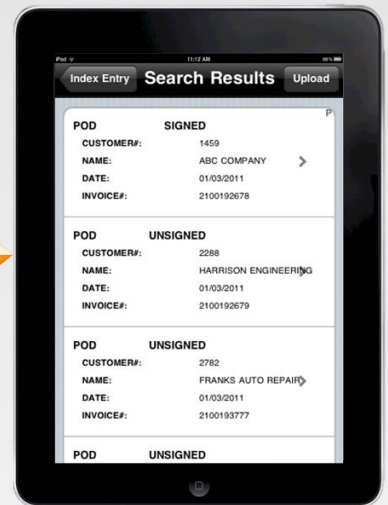 iPad 11:12 AM 98%
Index Entry Search Results Upload
P
POD SIGNED
CUSTOMER#: 1459
NAME: ABC COMPANY
DATE: 01/03/2011
INVOICE#: 2100192678
POD UNSIGNED
CUSTOMER#: 2288
NAME: HARRISON ENGINEERING
DATE: 01/03/2011
INVOICE#: 2100192679
POD UNSIGNED
CUSTOMER#: 2782
NAME: FRANKS AUTO REPAIR
DATE: 01/03/2011
INVOICE#: 2100193777
POD UNSIGNED